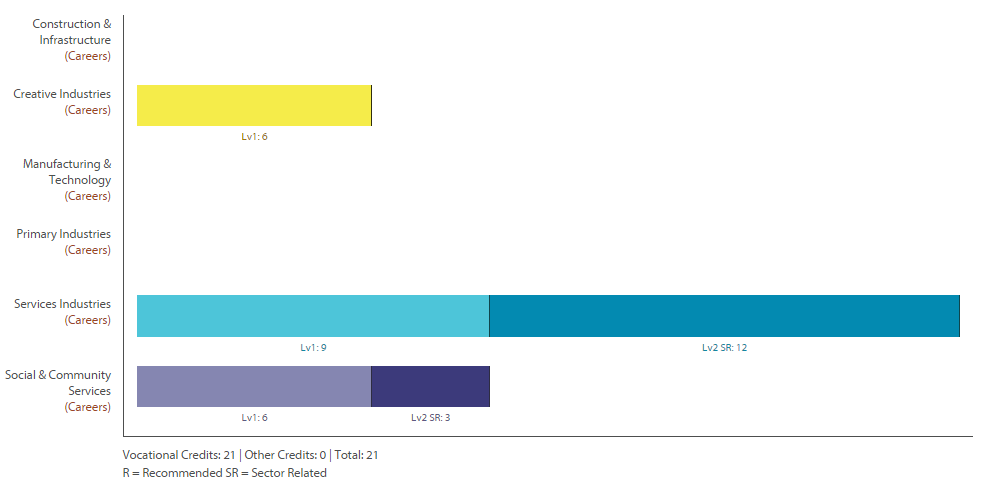 Construction &
Infrastructure
(Careers)
Creative Industries
(Careers)
Lv1: 6
Manufacturing &
Technology
(Careers)
Primary Industries
(Careers)
Services Industries
(Careers)
Lv1: 9
Lv2 SR: 12
Social & Community
Services
(Careers)
Lv1: 6
Lv2 SR: 3
Vocational Credits: 21 | Other Credits: 0 | Total: 21
R = Recommended SR = Sector Related